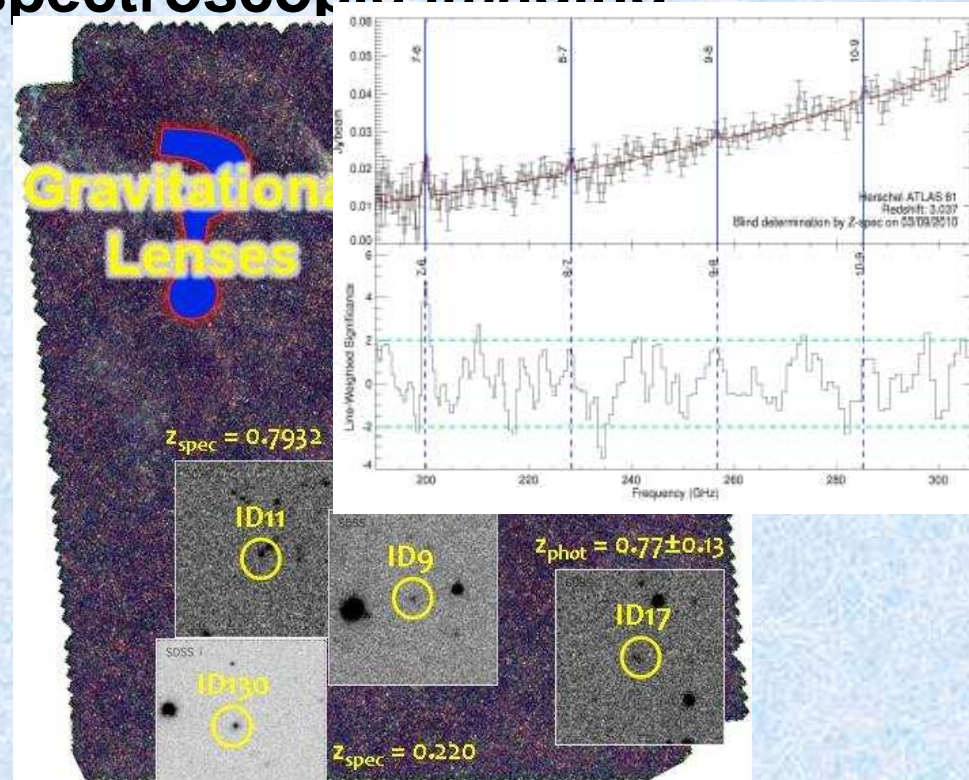 spectroscopic imaging
Gravitationa
Lenses
0.06
0.05
0.04
0.03
0.02
0.01
0.00
Jy/beam
7-6
8-7
9-8
10-9
Herschel ATLAS 81
Redshift: 3.037
Blind determination by Z-spec on 03/09/2010
6
4
2
0
-2
-4
Line-Weighted Significance
7-6
8-7
9-8
10-9
200
220
240
260
280
300
Frequency (GHz)
zspec = 0.7932
ID11
SDSS i
ID9
zphot = 0.77±0.13
ID17
SDSS i
ID130
zspec = 0.220